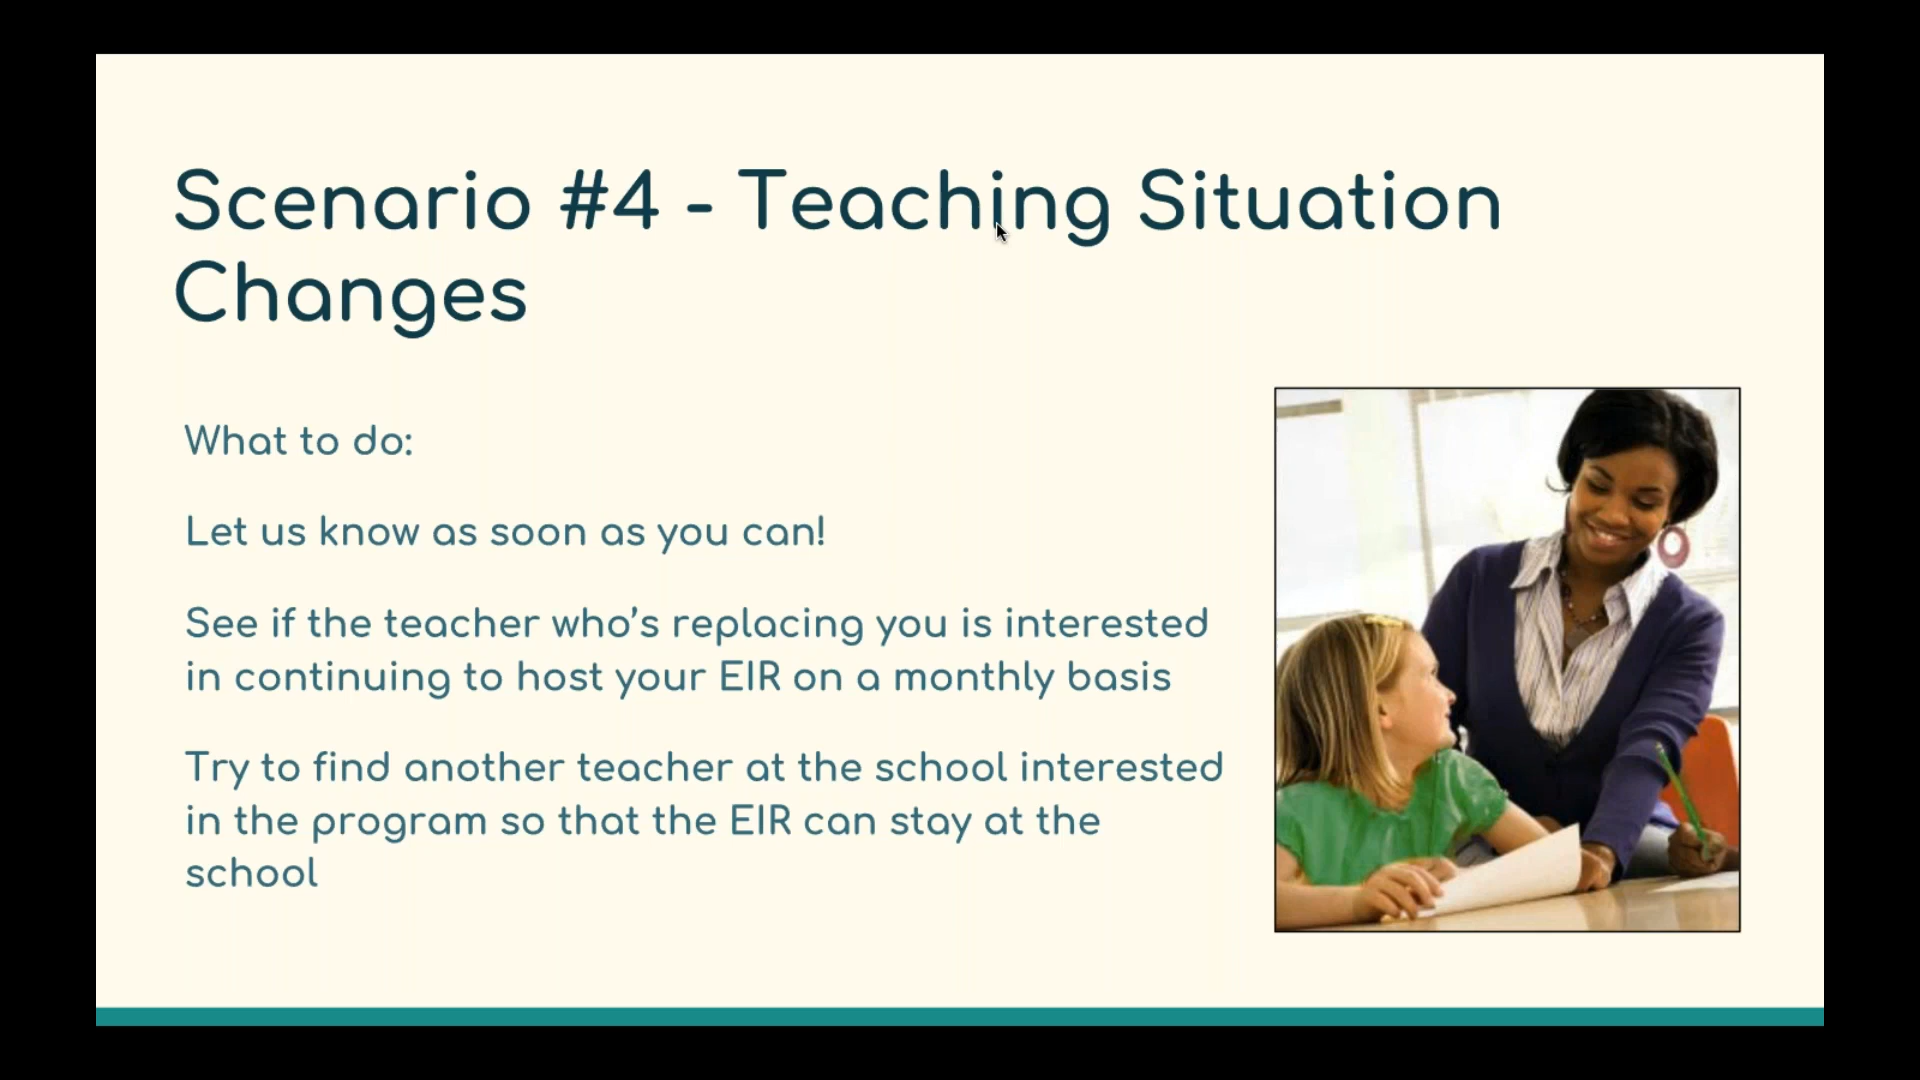 Scenario #4 - Teaching Situation
Changes
What to do:
Let us know as soon as you can!
See if the teacher who’s replacing you is interested
in continuing to host your EIR on a monthly basis
Try to find another teacher at the school interested
in the program so that the EIR can stay at the
school